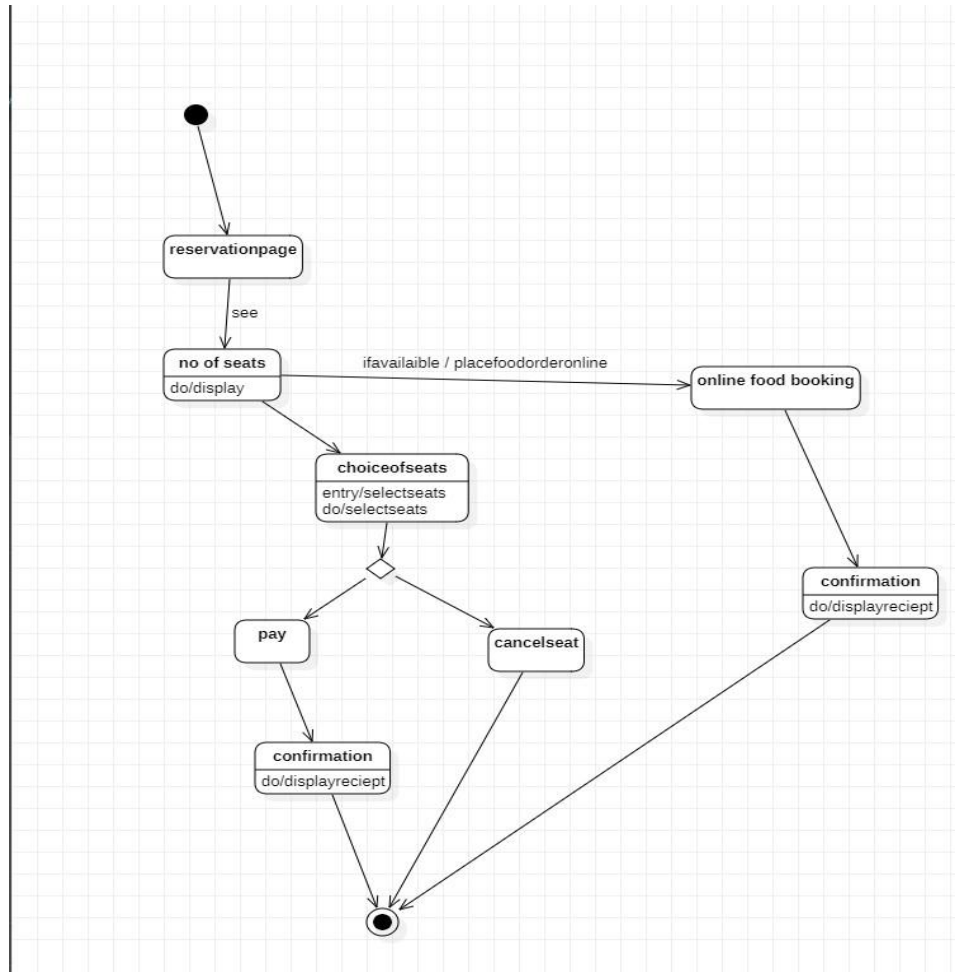 reservationpage
see
no of seats
do/display
ifavailaible / placefoodorderonline
online food booking
choiceofseats
entry/selectseats
do/selectseats
confirmation
do/displayreciept
pay
cancelseat
confirmation
do/displayreciept